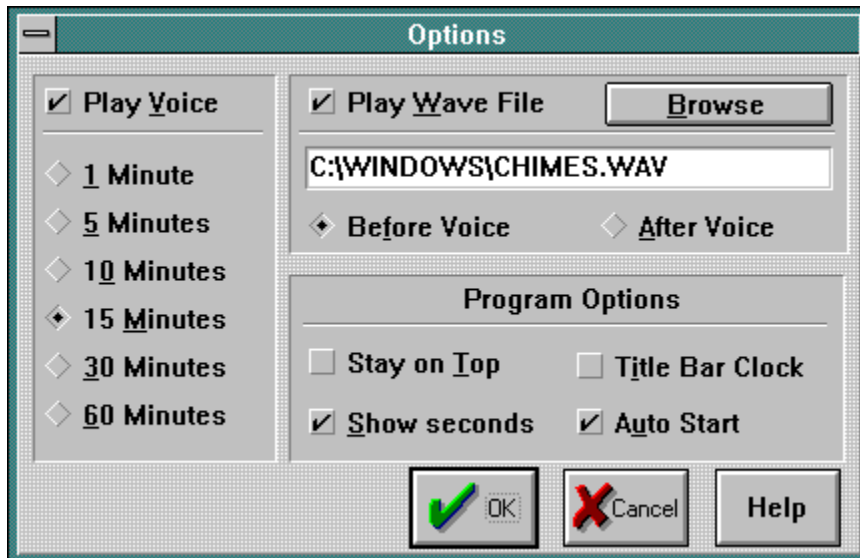 Options
Play Voice
1 Minute
5 Minutes
10 Minutes
15 Minutes
30 Minutes
60 Minutes
Play Wave File
Browse
C:\WINDOWS\CHIMES.WAV
Before Voice
After Voice
Program Options
Stay on Top
Title Bar Clock
Show seconds
Auto Start
OK
Cancel
Help